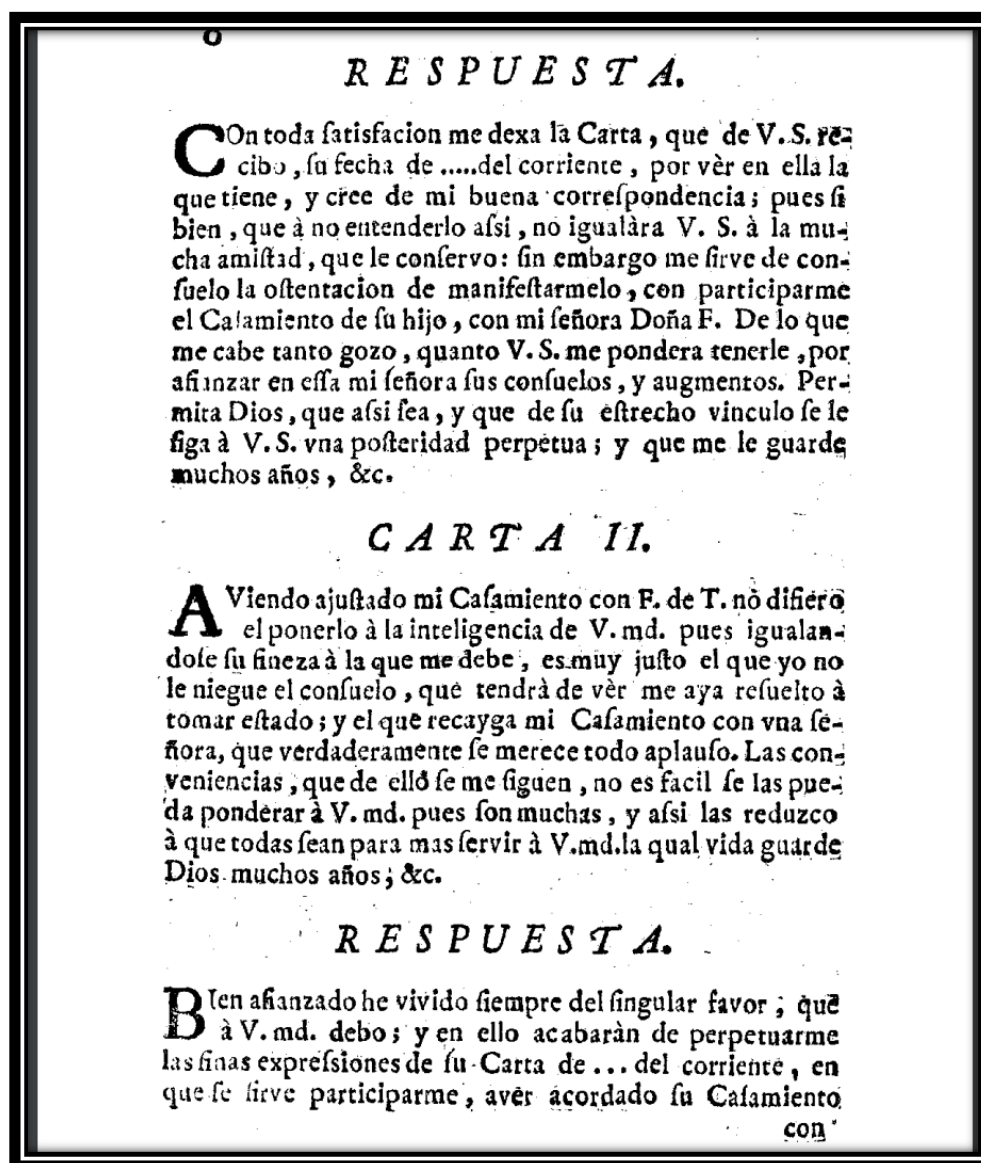 RESPUESTA.
COn toda ſatisfacion me dexa la Carta, que de V.S. re-
cibo, ſu fecha de .....del corriente, por vèr en ella la
que tiene, y cree de mi buena correſpondencia; pues ſi
bien, que à no entenderlo aſsi, no igualàra V. S. à la mu-
cha amiſtad, que le conſervo: ſin embargo me ſirve de con-
ſuelo la oſtentacion de manifeſtarmelo, con participarme
el Caſamiento de ſu hijo, con mi ſeñora Doña F. De lo que
me cabe tanto gozo, quanto V. S. me pondera tenerle, por
afianzar en eſſa mi ſeñora ſus conſuelos, y augmentos. Per-
mita Dios, que aſsi ſea, y que de ſu eſtrecho vinculo ſe le
ſiga à V. S. vna poſteridad perpetua; y que me le guarde
muchos años, &c.
CARTA II.
AViendo ajuſtado mi Caſamiento con F. de T. no difiero
el ponerlo à la inteligencia de V. md. pues igualan-
doſe ſu fineza à la que me debe, es muy juſto el que yo no
le niegue el conſuelo, que tendrà de vèr me aya reſuelto à
tomar eſtado; y el que recayga mi Caſamiento con vna ſe-
ñora, que verdaderamente ſe merece todo aplauſo. Las con-
veniencias, que de ello ſe me ſiguen, no es facil ſe las pue-
da ponderar à V. md. pues ſon muchas, y aſsi las reduzco
à que todas ſean para mas ſervir à V.md.la qual vida guarde
Dios muchos años; &c.
RESPUESTA.
BIen afianzado he vivido ſiempre del ſingular favor; que
à V. md. debo; y en ello acabaràn de perpetuarme
las finas expreſsiones de ſu Carta de ... del corriente, en
que ſe ſirve participarme, avèr acordado ſu Caſamiento
con